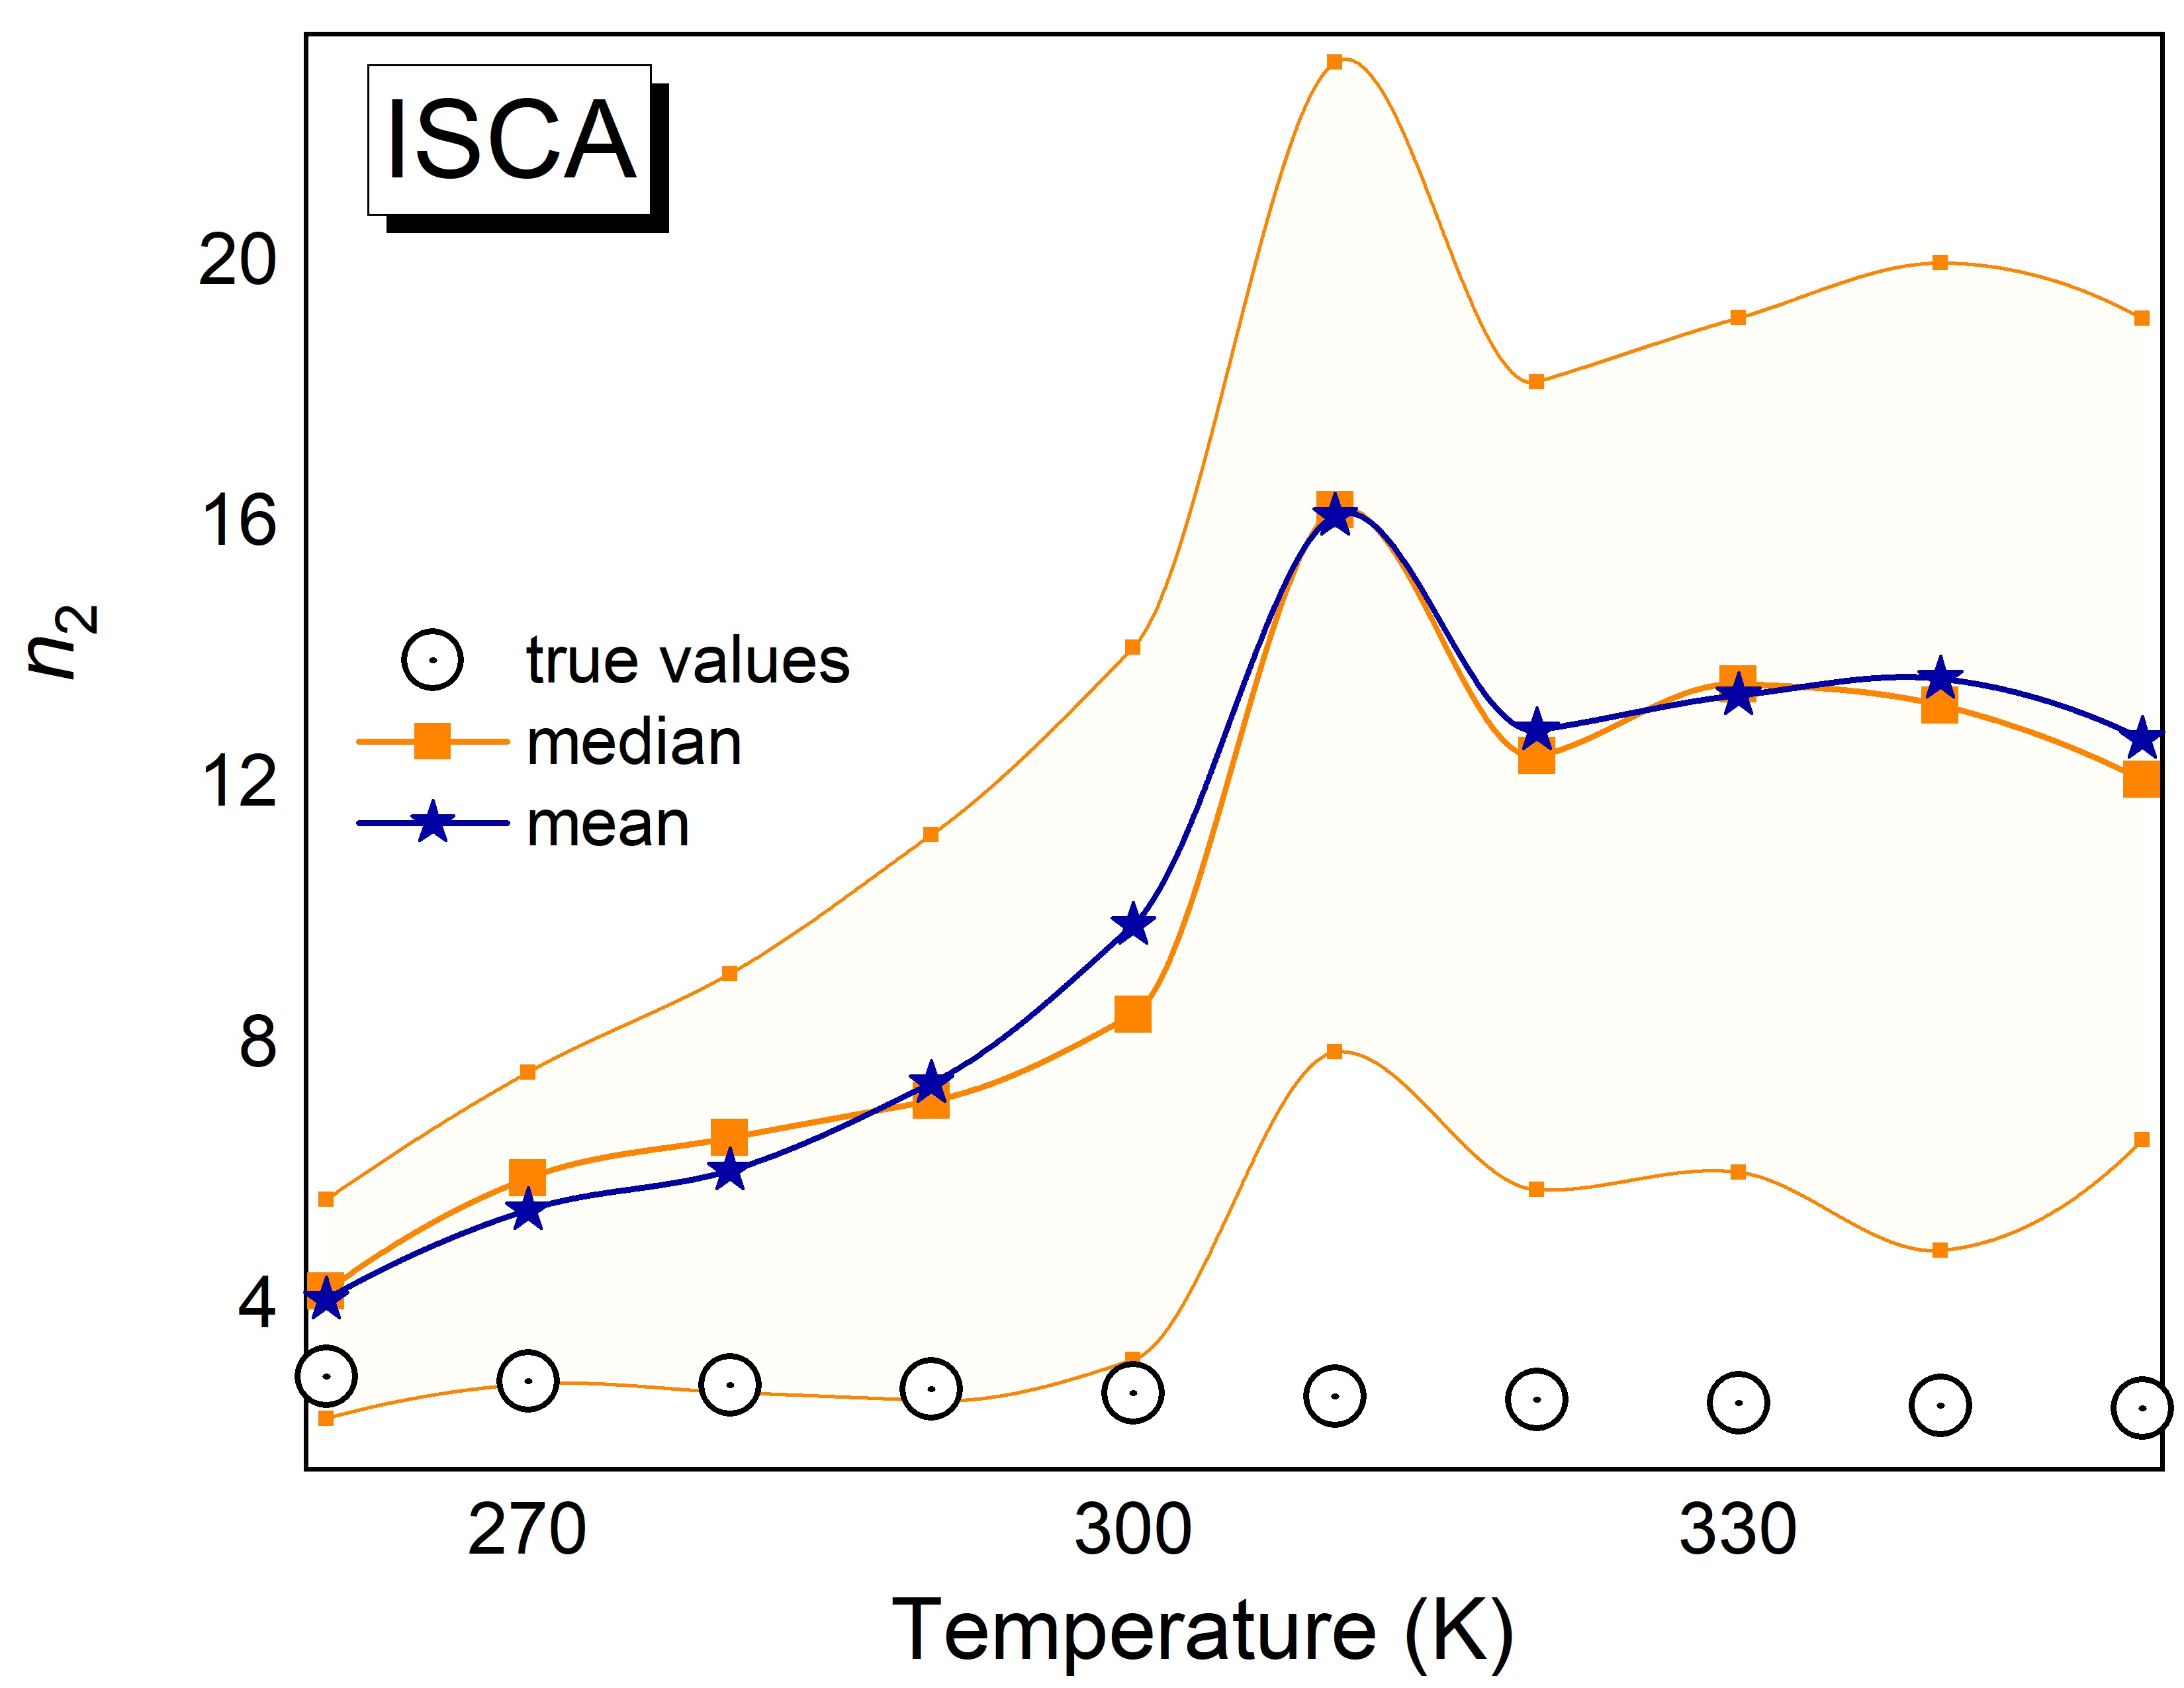 ISCA
20
16
12
8
4
n2
true values
median
mean
270
300
330
Temperature (K)